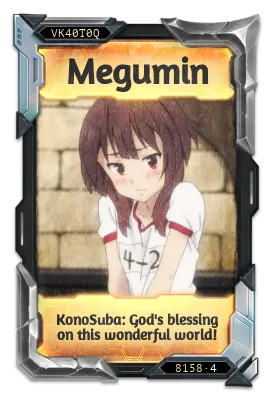 VK40T0Q
Megumin
4-2
KonoSuba: God's blessing
on this wonderful world!
8158·4